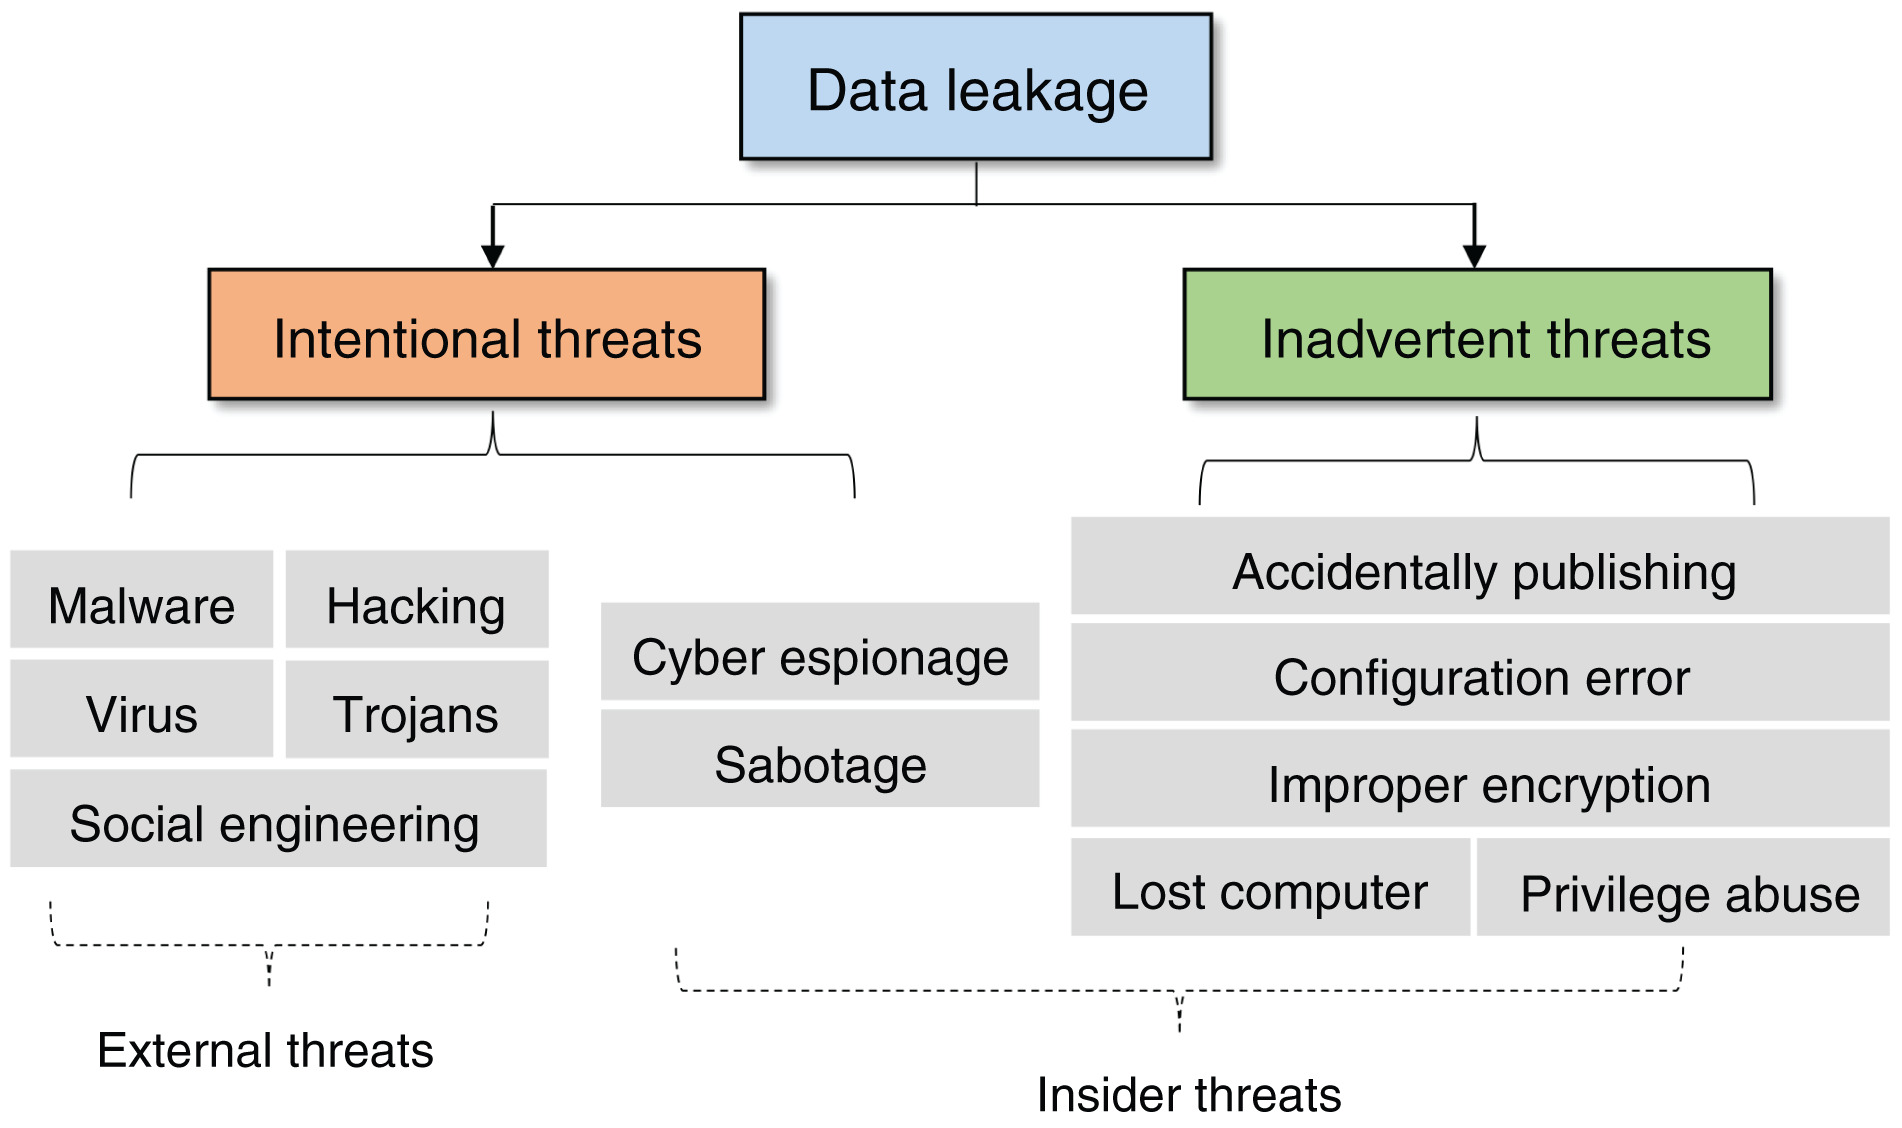 Data leakage
Intentional threats
Inadvertent threats
Malware
Hacking
Virus
Trojans
Social engineering
Cyber espionage
Sabotage
Accidentally publishing
Configuration error
Improper encryption
Lost computer
Privilege abuse
External threats
Insider threats